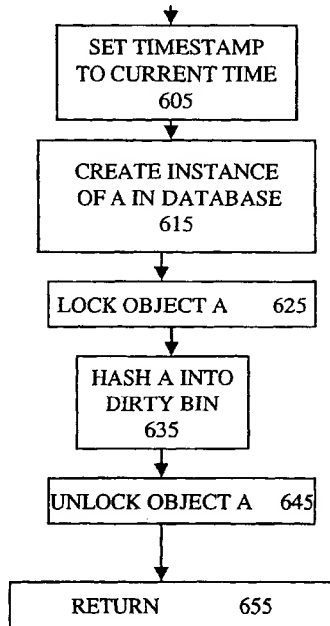 SET TIMESTAMP
TO CURRENT TIME
605
CREATE INSTANCE
OF A IN DATABASE
615
LOCK OBJECT A 625
HASH A INTO
DIRTY BIN
635
UNLOCK OBJECT A 645
RETURN 655